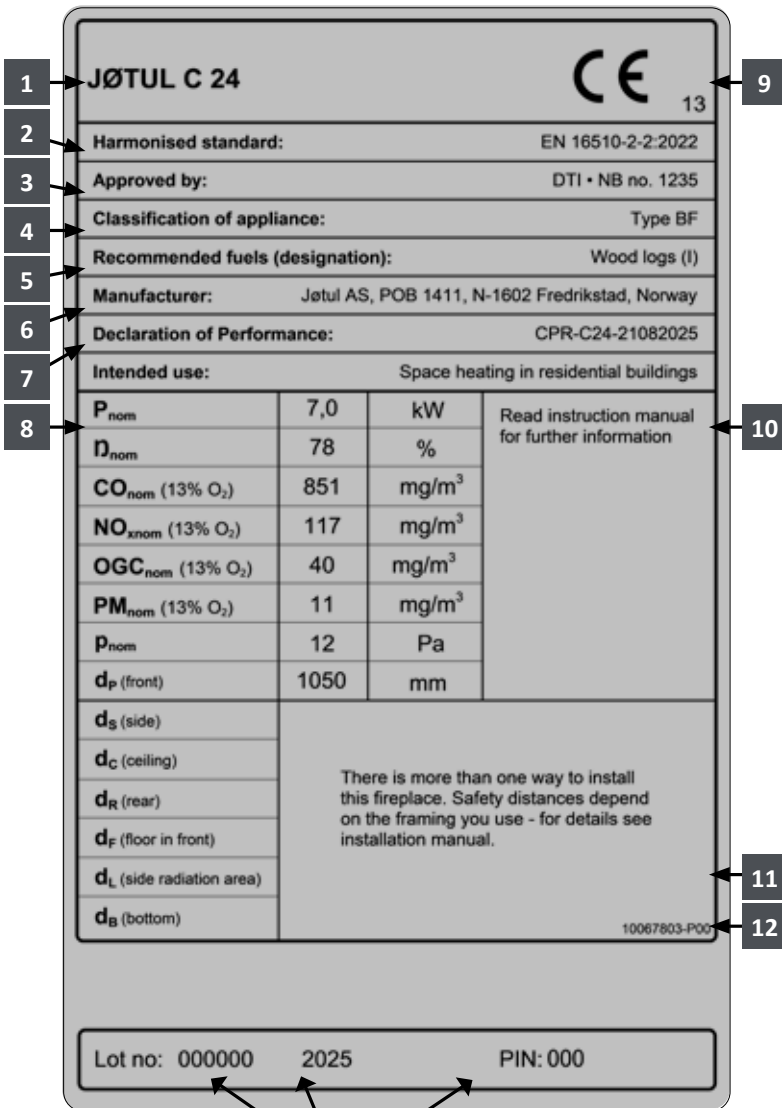 JØTUL C 24
CE
13
Harmonised standard: EN 16510-2-2:2022
Approved by: DTI • NB no. 1235
Classification of appliance: Type BF
Recommended fuels (designation): Wood logs (I)
Manufacturer: Jøtul AS, POB 1411, N-1602 Fredrikstad, Norway
Declaration of Performance: CPR-C24-21082025
Intended use: Space heating in residential buildings
Pnom 7,0 kW
Read instruction manual
for further information
ηnom 78 %
COnom (13% O₂) 851 mg/m³
NOxnom (13% O₂) 117 mg/m³
OGCnom (13% O₂) 40 mg/m³
PMnom (13% O₂) 11 mg/m³
pnom 12 Pa
dP (front) 1050 mm
dS (side)
dC (ceiling)
dR (rear)
dF (floor in front)
dL (side radiation area)
dB (bottom)
There is more than one way to install
this fireplace. Safety distances depend
on the framing you use - for details see
installation manual.
10067803-P00
Lot no: 000000 2025 PIN: 000
1
2
3
4
5
6
7
8
9
10
11
12